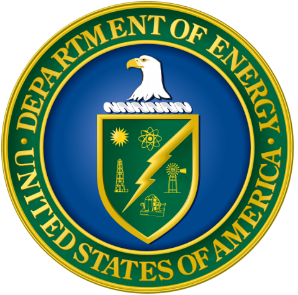 · DEPARTMENT OF ENERGY ·
UNITED STATES OF AMERICA